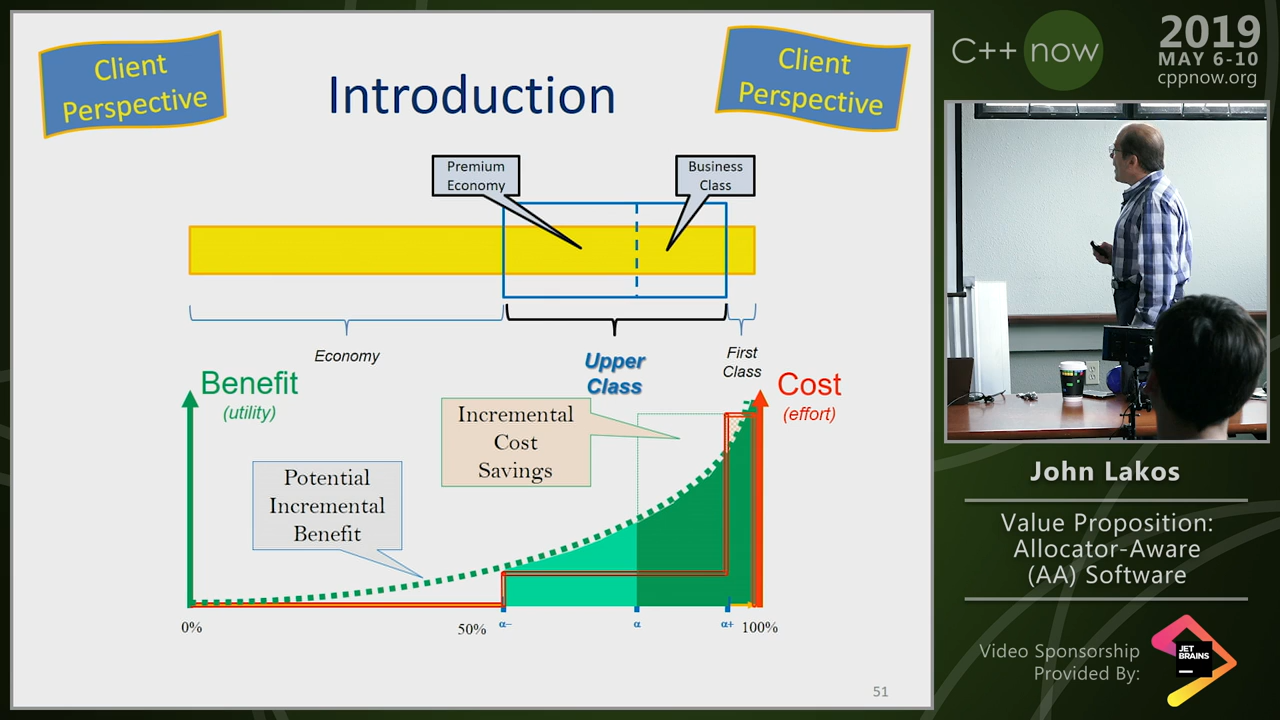 Client
Perspective
Introduction
Client
Perspective
Premium
Economy
Business
Class
Economy
Upper
Class
First
Class
Benefit
(utility)
Cost
(effort)
Incremental
Cost
Savings
Potential
Incremental
Benefit
0%
50%
α−
α
α+
100%
51
C++ now
2019
MAY 6-10
cppnow.org
John Lakos
Value Proposition:
Allocator-Aware
(AA) Software
Video Sponsorship
Provided By:
JET
BRAINS